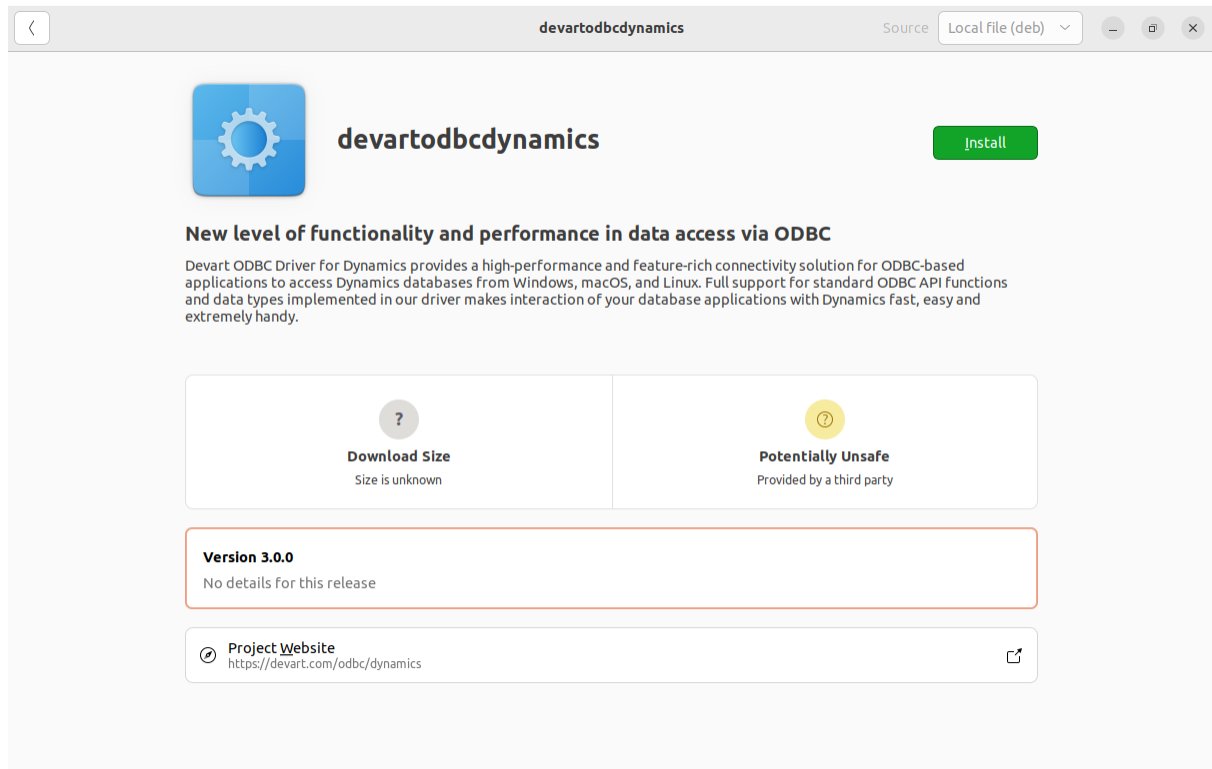 devartodbcdynamics
Source
Local file (deb)
devartodbcdynamics
Install
New level of functionality and performance in data access via ODBC
Devart ODBC Driver for Dynamics provides a high-performance and feature-rich connectivity solution for ODBC-based
applications to access Dynamics databases from Windows, macOS, and Linux. Full support for standard ODBC API functions
and data types implemented in our driver makes interaction of your database applications with Dynamics fast, easy and
extremely handy.
?
Download Size
Size is unknown
?
Potentially Unsafe
Provided by a third party
Version 3.0.0
No details for this release
Project Website
https://devart.com/odbc/dynamics